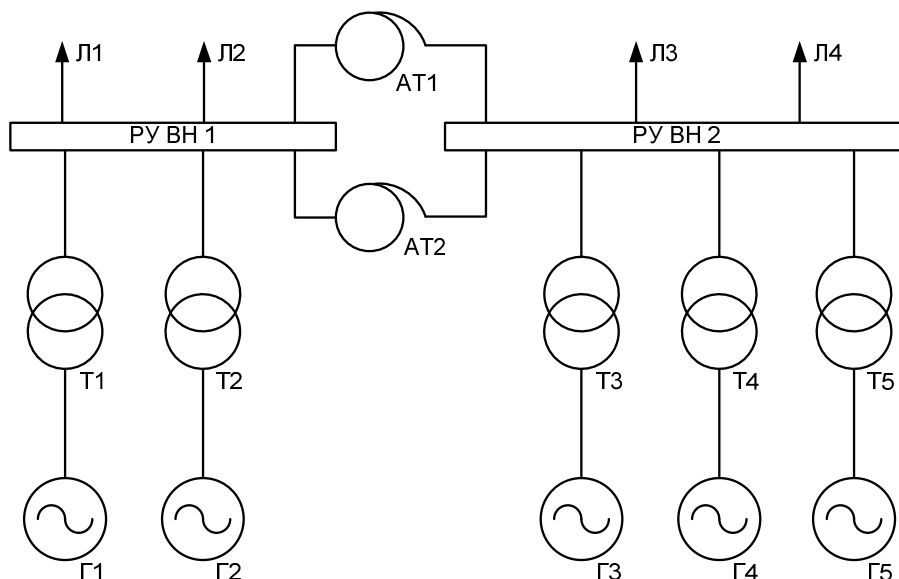 Л1
Л2
АТ1
Л3
Л4
РУ ВН 1
РУ ВН 2
АТ2
Т1
Т2
Т3
Т4
Т5
Г1
Г2
Г3
Г4
Г5